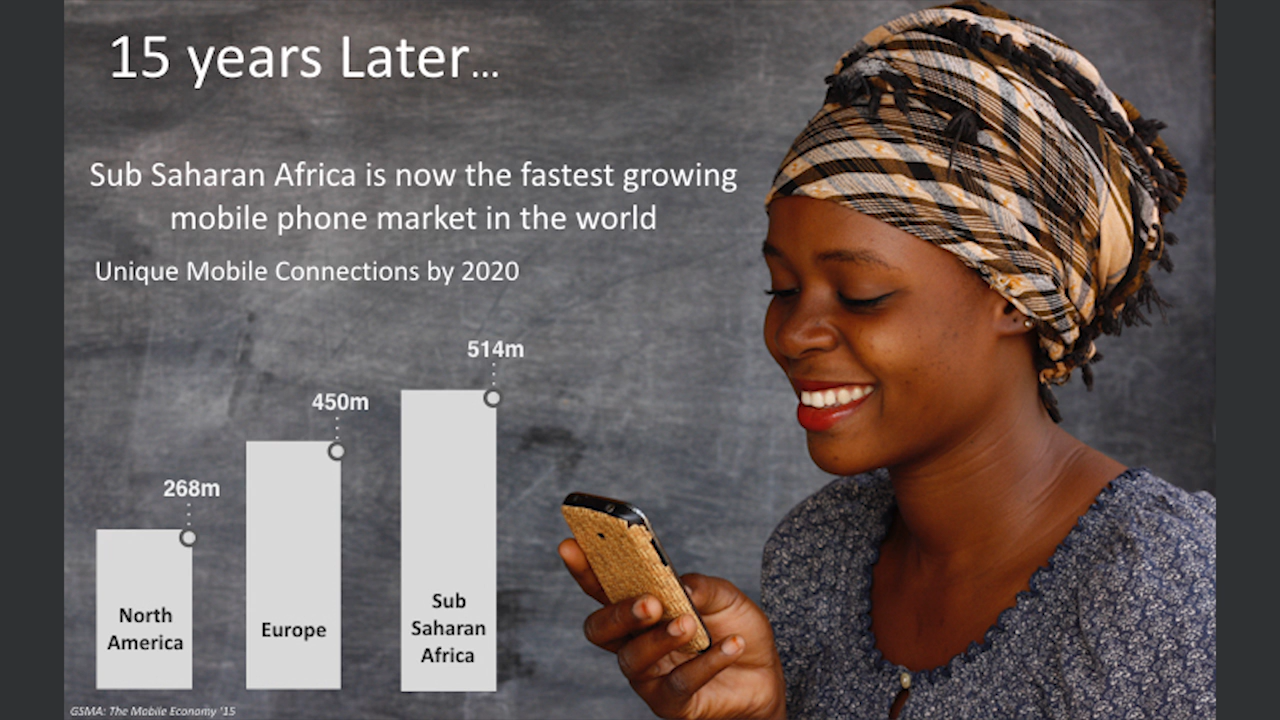 15 years Later...
Sub Saharan Africa is now the fastest growing
mobile phone market in the world
Unique Mobile Connections by 2020
268m
North
America
450m
Europe
514m
Sub
Saharan
Africa
GSMA: The Mobile Economy '15